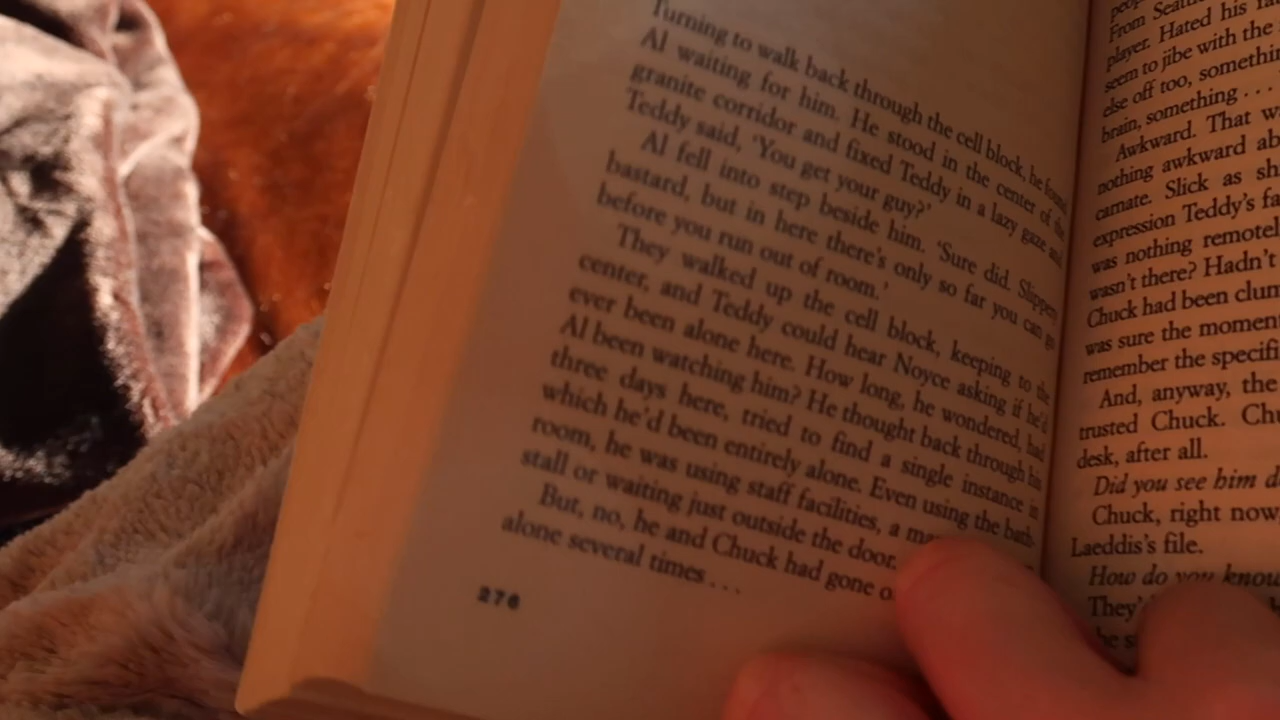 Turning to walk back through the cell block, he found
Al waiting for him. He stood in the center of the
granite corridor and fixed Teddy in a lazy gaze and
Teddy said, 'You get your guy?'
Al fell into step beside him. 'Sure did. Slippery
bastard, but in here there's only so far you can go
before you run out of room.'
They walked up the cell block, keeping to the
center, and Teddy could hear Noyce asking if he'd
ever been alone here. How long, he wondered, had
Al been watching him? He thought back through his
three days here, tried to find a single instance in
which he'd been entirely alone. Even using the bath-
room, he was using staff facilities, a
stall or waiting just outside the door.
But, no, he and Chuck had gone
alone several times . . .
276
From Seattle
player. Hated his
seem to jibe with the
else off too,
brain, something . . .
Awkward. That
nothing awkward
carnate. Slick as
expression Teddy's
was nothing
wasn't there? Hadn't
Chuck had been
was sure the
remember the
And, anyway, the
trusted Chuck.
desk, after all.
Did you see him
Chuck, right now
Laeddis's file.
How do you know